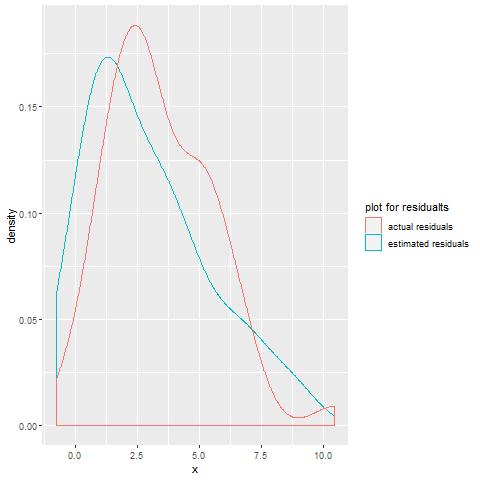 0.15
0.10
0.05
0.00
density
0.0 2.5 5.0 7.5 10.0
x
plot for residualts
actual residuals
estimated residuals